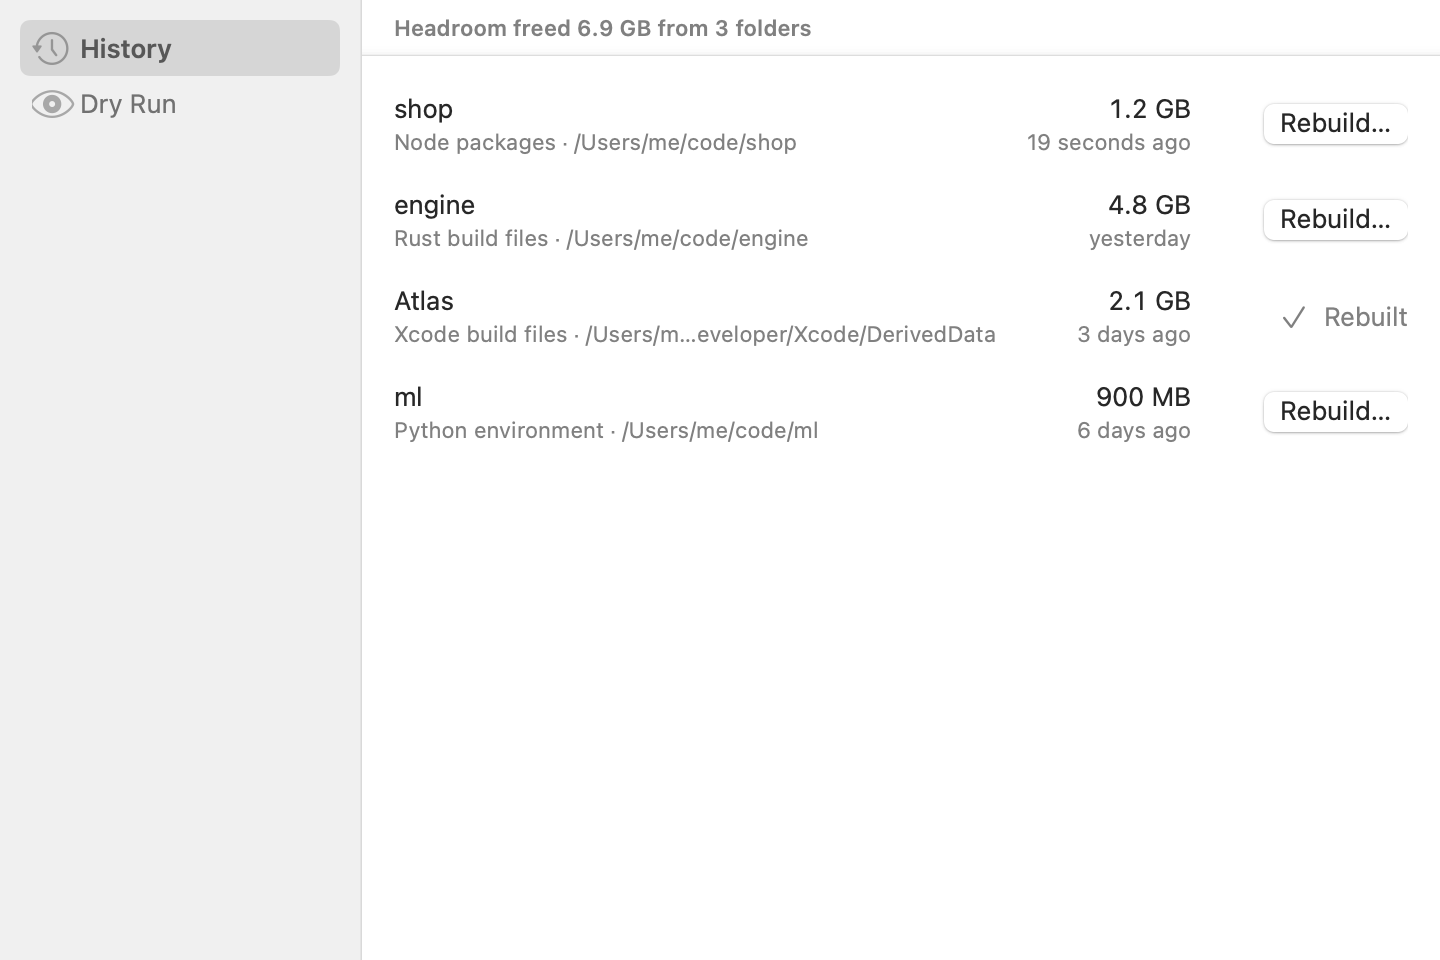 History
Dry Run
Headroom freed 6.9 GB from 3 folders
shop
1.2 GB
Node packages · /Users/me/code/shop
19 seconds ago
Rebuild...
engine
4.8 GB
Rust build files · /Users/me/code/engine
yesterday
Rebuild...
Atlas
2.1 GB
Xcode build files · /Users/m...eveloper/Xcode/DerivedData
3 days ago
Rebuilt
ml
900 MB
Python environment · /Users/me/code/ml
6 days ago
Rebuild...